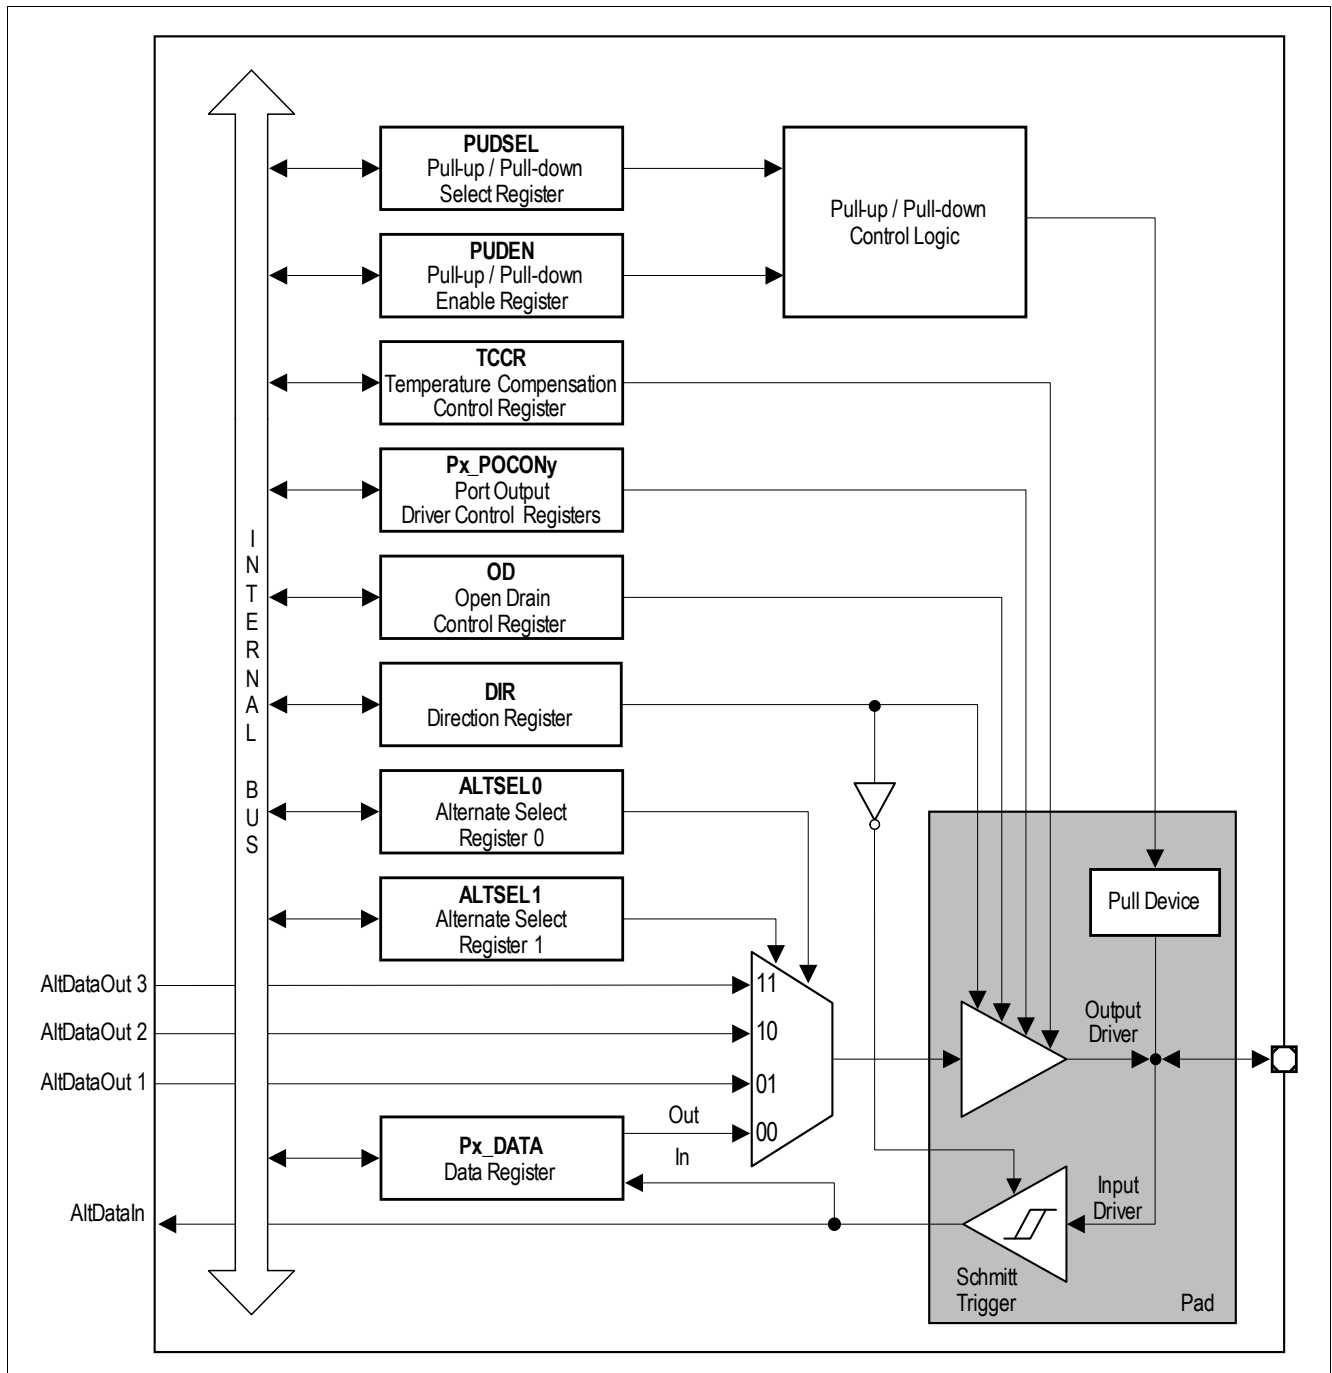 PUDSEL
Pull-up / Pull-down
Select Register
Pull-up / Pull-down
Control Logic
PUDEN
Pull-up / Pull-down
Enable Register
TCCR
Temperature Compensation
Control Register
Px_POCONy
Port Output
Driver Control Registers
INTERNAL BUS
OD
Open Drain
Control Register
DIR
Direction Register
ALTSEL0
Alternate Select
Register 0
ALTSEL1
Alternate Select
Register 1
Pull Device
AltDataOut 3
11
AltDataOut 2
10
Output
Driver
AltDataOut 1
01
Out
00
Px_DATA
Data Register
In
AltDataIn
Input
Driver
Schmitt
Trigger
Pad